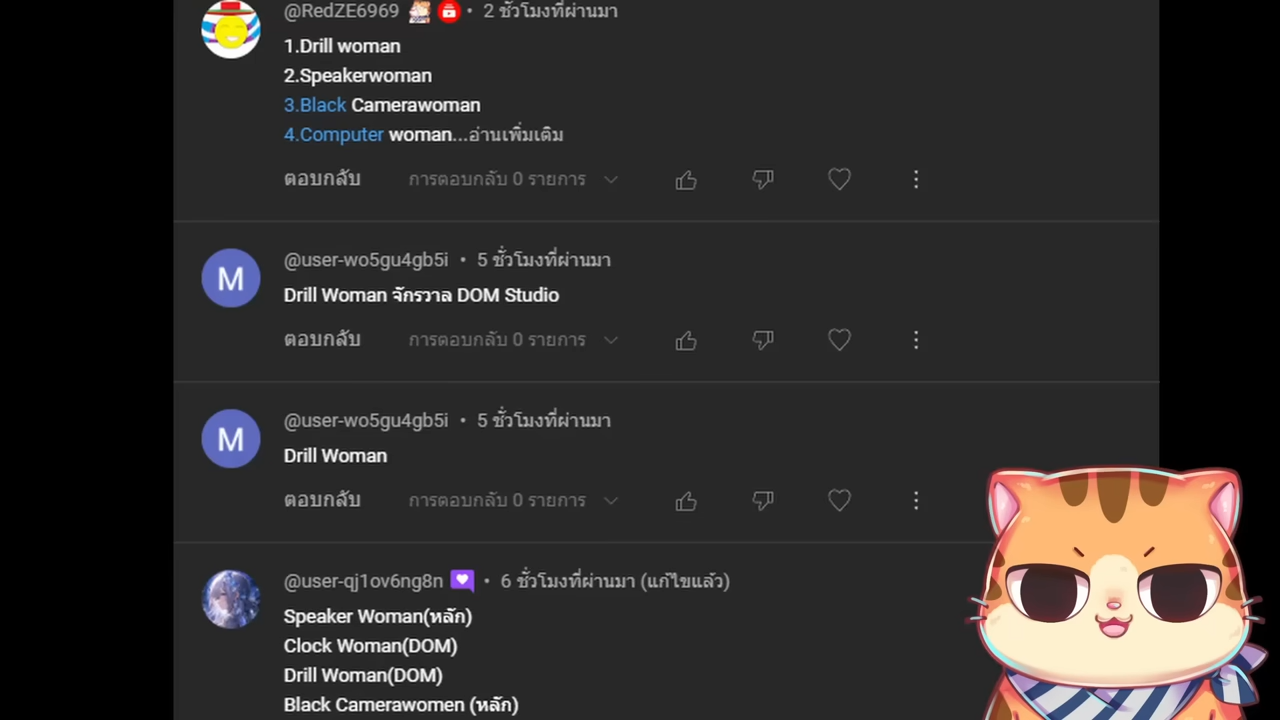 @RedZE6969 • 2 ชั่วโมงที่ผ่านมา
1.Drill woman
2.Speakerwoman
3.Black Camerawoman
4.Computer woman...อ่านเพิ่มเติม
ตอบกลับ การตอบกลับ 0 รายการ
M
@user-wo5gu4gb5i • 5 ชั่วโมงที่ผ่านมา
Drill Woman จักรวาล DOM Studio
ตอบกลับ การตอบกลับ 0 รายการ
M
@user-wo5gu4gb5i • 5 ชั่วโมงที่ผ่านมา
Drill Woman
ตอบกลับ การตอบกลับ 0 รายการ
@user-qj1ov6ng8n • 6 ชั่วโมงที่ผ่านมา (แก้ไขแล้ว)
Speaker Woman(หลัก)
Clock Woman(DOM)
Drill Woman(DOM)
Black Camerawomen (หลัก)